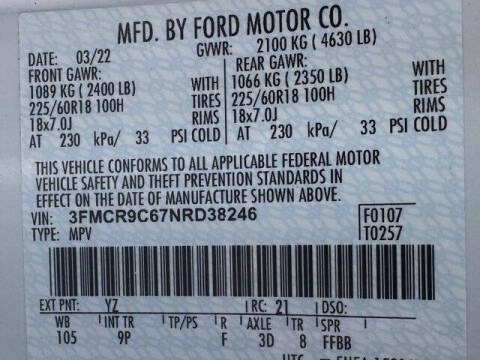 MFD. BY FORD MOTOR CO.
DATE: 03/22 GVWR: 2100 KG ( 4630 LB)
FRONT GAWR: REAR GAWR:
1089 KG ( 2400 LB) WITH 1066 KG ( 2350 LB) WITH
225/60R18 100H TIRES 225/60R18 100H TIRES
18x7.0J RIMS 18x7.0J RIMS
AT 230 kPa/ 33 PSI COLD AT 230 kPa/ 33 PSI COLD
THIS VEHICLE CONFORMS TO ALL APPLICABLE FEDERAL MOTOR
VEHICLE SAFETY AND THEFT PREVENTION STANDARDS IN
EFFECT ON THE DATE OF MANUFACTURE SHOWN ABOVE.
VIN: 3FMCR9C67NRD38246 F0107
TYPE: MPV T0257
EXT PNT: YZ RC: 21 DSO:
WB INT TR TP/PS R AXLE TR SPR
105 9P F 3D 8 FFBB